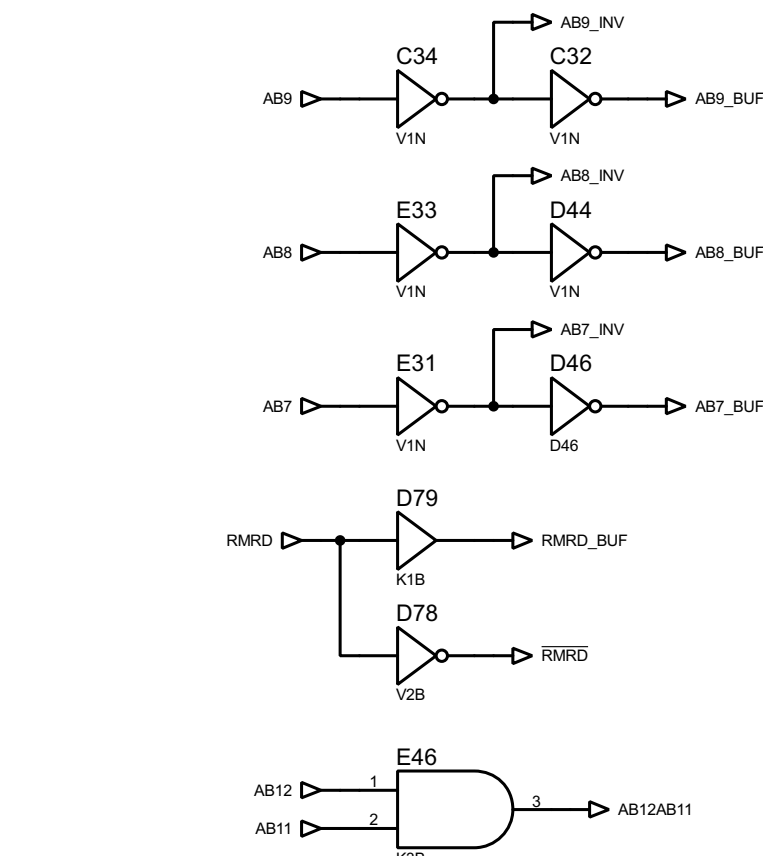 AB9_INV
C34 C32
AB9 AB9_BUF
V1N V1N
AB8_INV
E33 D44
AB8 AB8_BUF
V1N V1N
AB7_INV
E31 D46
AB7 AB7_BUF
V1N D46
D79
RMRD RMRD_BUF
K1B
D78
RMRD
V2B
E46
AB12 1
3 AB12AB11
AB11 2